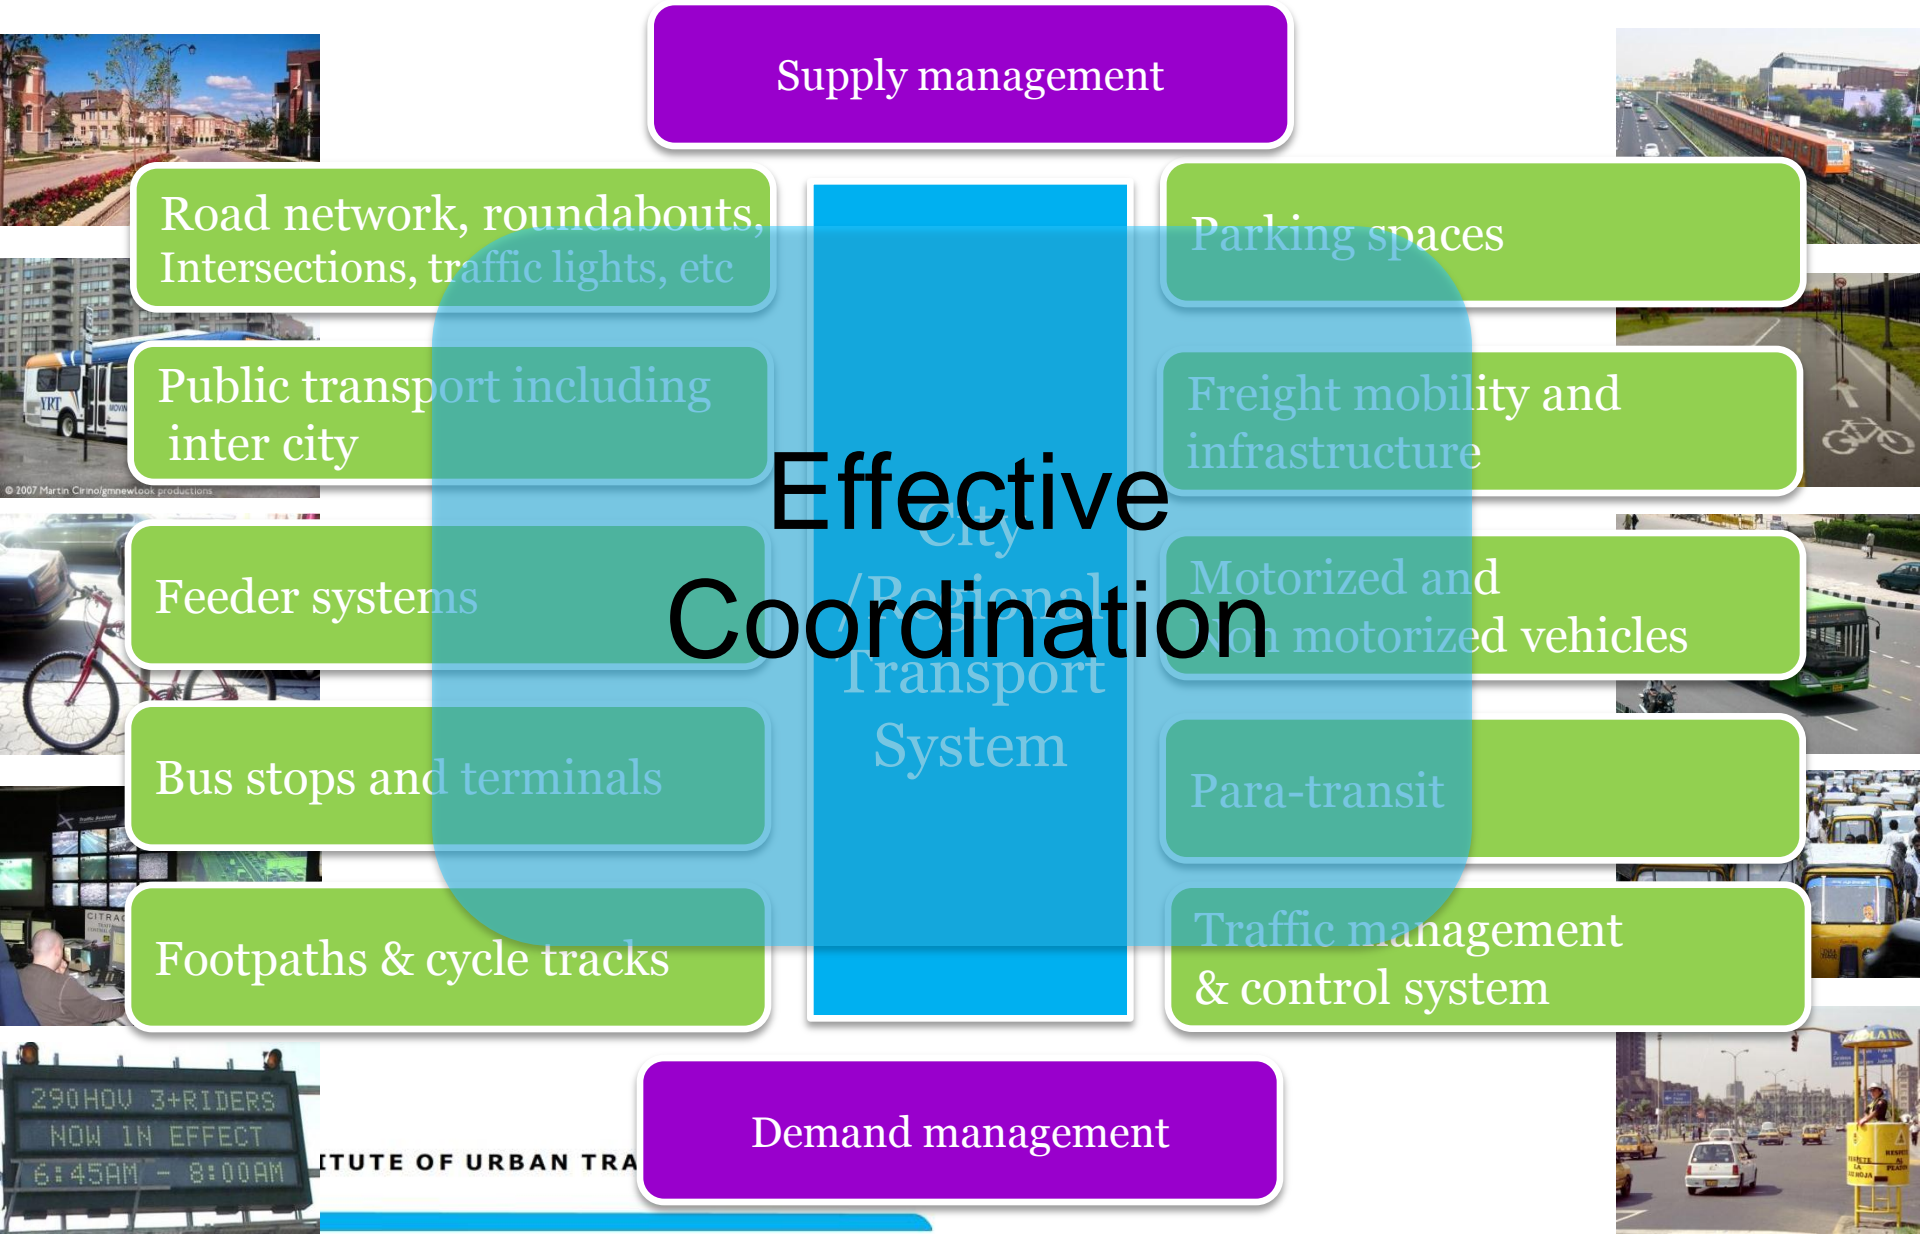 Supply management
Road network, roundabouts,
Intersections, traffic lights, etc
Public transport including
inter city
Feeder systems
Bus stops and terminals
Footpaths & cycle tracks
Effective
Coordination
City
/Regional
Transport
System
Parking spaces
Freight mobility and
infrastructure
Motorized and
Non motorized vehicles
Para-transit
Traffic management
& control system
Demand management
YRT
© 2007 Martin Cirino/gmnewlook productions
CITRAC
290HOV 3+RIDERS
NOW IN EFFECT
6:45AM - 8:00AM
ITUTE OF URBAN TRA